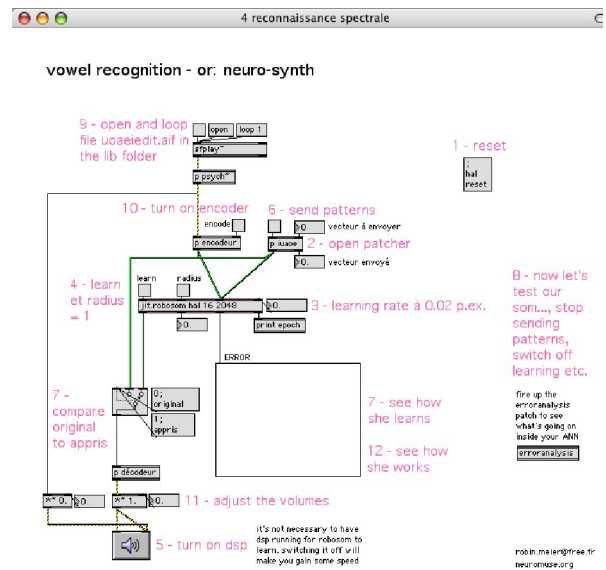 4 reconnaissance spectrale
vowel recognition - or: neuro-synth
9 - open and loop
file uoaeiedit.aif in
the lib folder
open
loop 1
sfplay~
p psych~
1 - reset
;
hal
reset
10 - turn on encoder
encode
p encodeur
6 - send patterns
0
vecteur à envoyer
p iuaoe
2 - open patcher
0.
vecteur envoyé
4 - learn
et radius
= 1
learn
radius
jit.robosom hal 16 2048
0.
3 - learning rate à 0.02 p.ex.
0.
print epoch
8 - now let's
test our
som..., stop
sending
patterns,
switch off
learning etc.
ERROR
7 -
compare
original
to appris
0;
original
1;
appris
7 - see how
she learns
12 - see how
she works
fire up the
erroranalysis
patch to see
what's going on
inside your ANN
erroranalysis
p décodeur
*~ 0.
0.
*~ 1.
0.
11 - adjust the volumes
5 - turn on dsp
it's not necessary to have
dsp running for robosom to
learn. switching it off will
make you gain some speed
robin.meier@free.fr
neuromuse.org